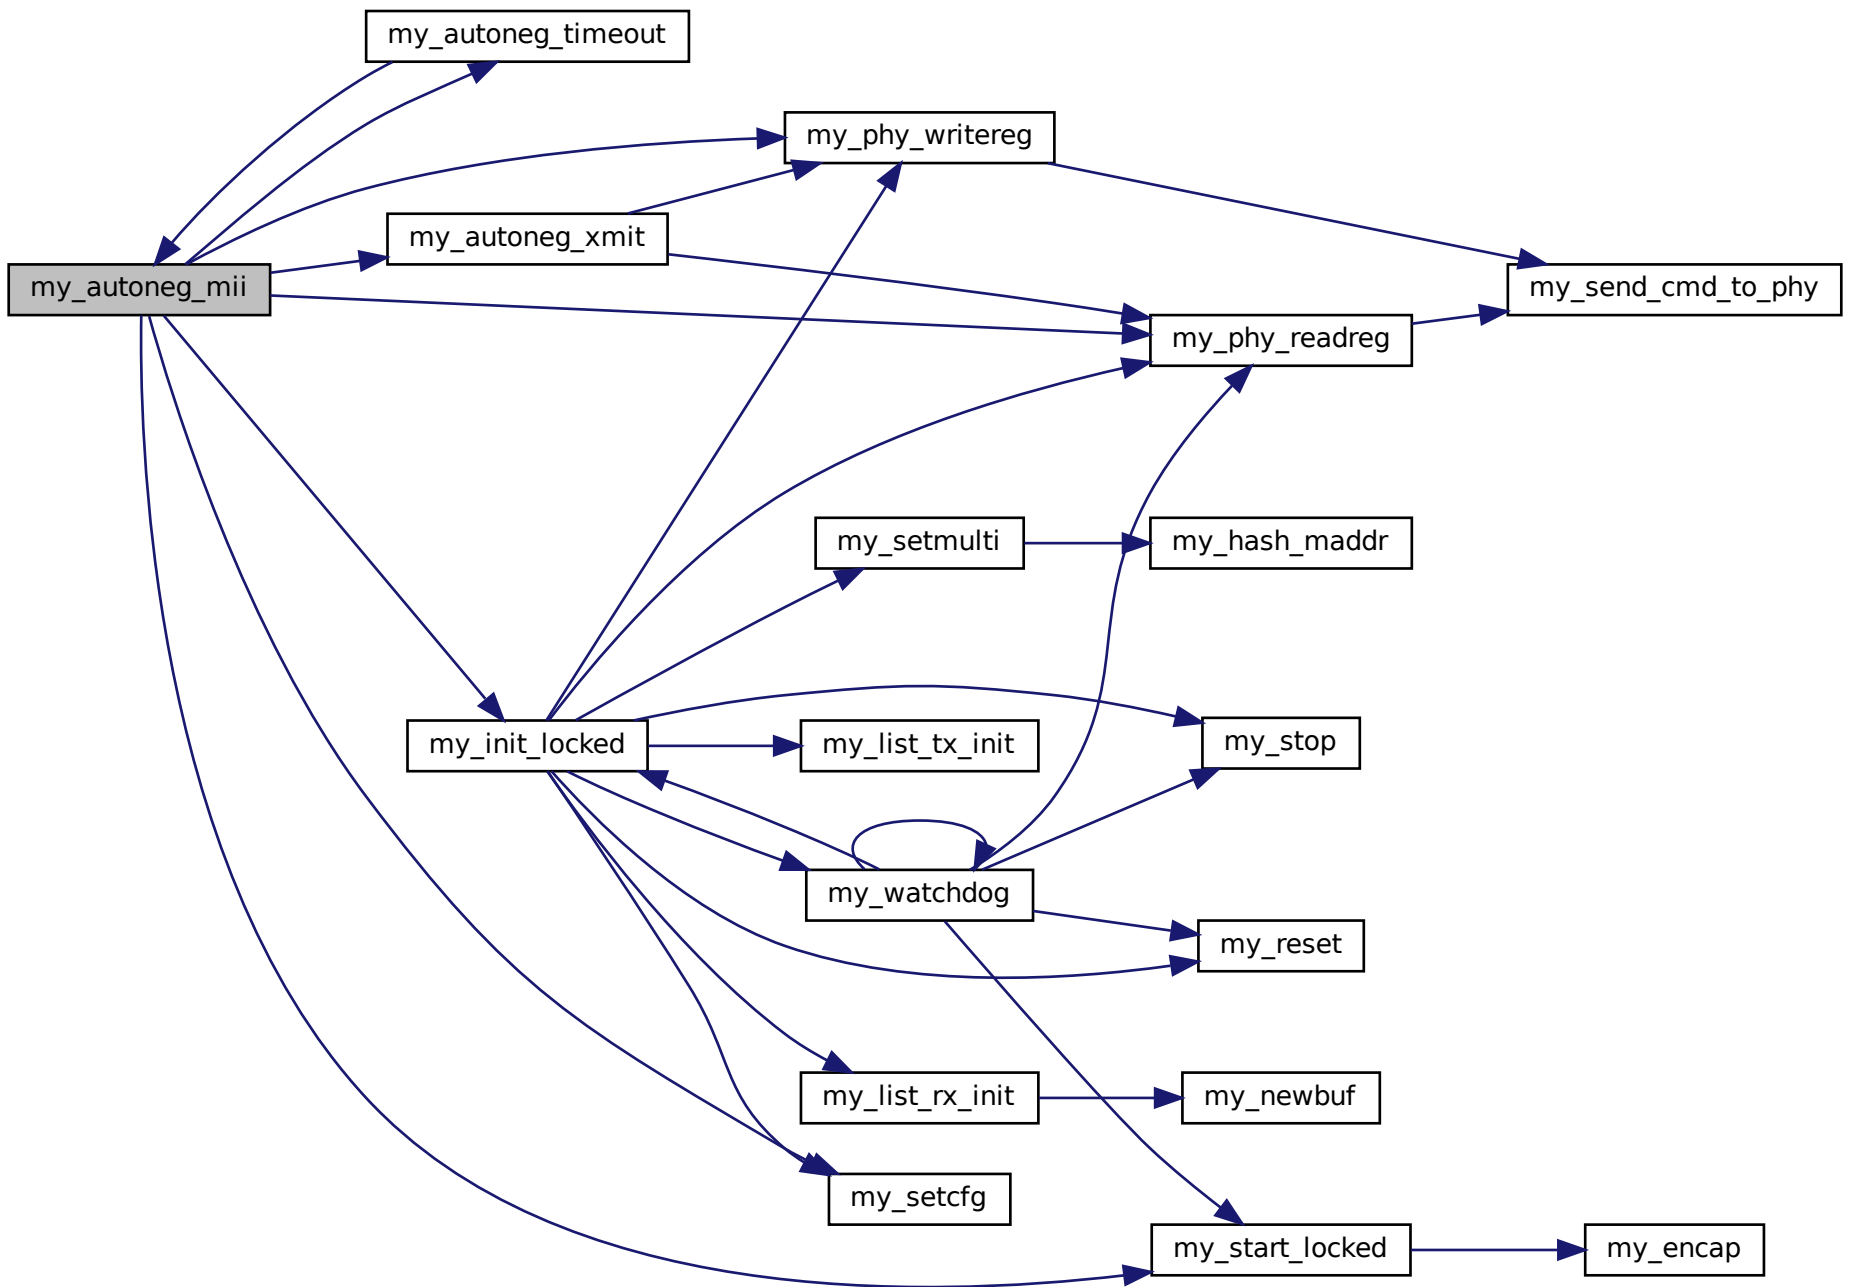 my_autoneg_timeout
my_phy_writereg
my_autoneg_xmit
my_autoneg_mii
my_send_cmd_to_phy
my_phy_readreg
my_setmulti
my_hash_maddr
my_init_locked
my_list_tx_init
my_stop
my_watchdog
my_reset
my_list_rx_init
my_newbuf
my_setcfg
my_start_locked
my_encap